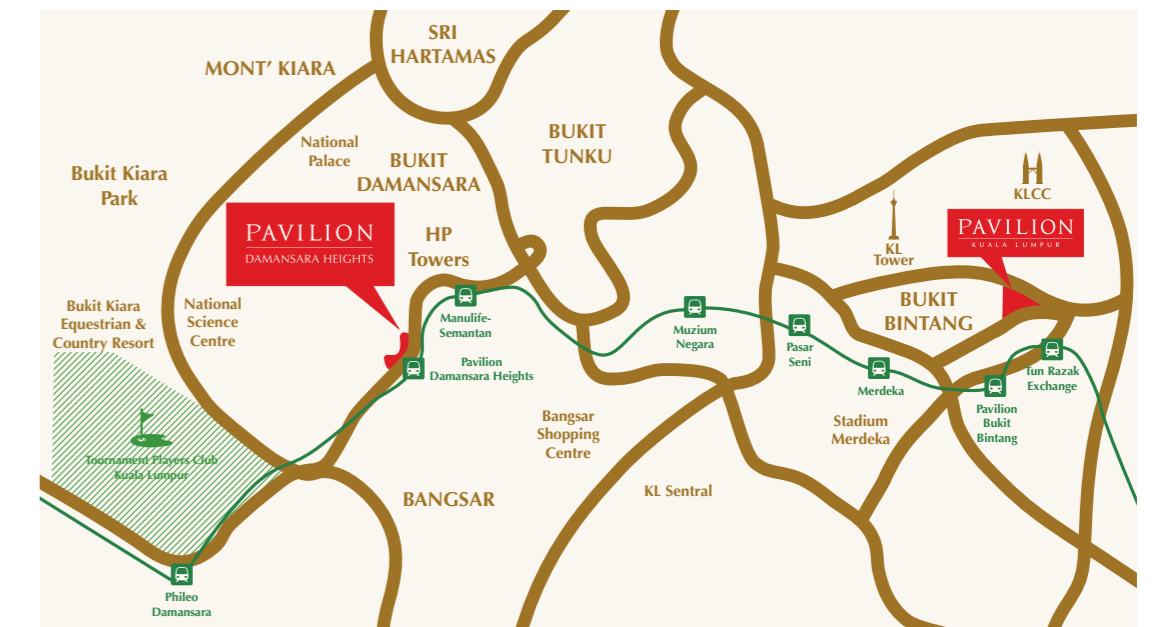 SRI
HARTAMAS
MONT’ KIARA
National
Palace
BUKIT
DAMANSARA
BUKIT
TUNKU
Bukit Kiara
Park
KLCC
PAVILION
KUALA LUMPUR
PAVILION
DAMANSARA HEIGHTS
HP
Towers
KL
Tower
Bukit Kiara
Equestrian &
Country Resort
National
Science
Centre
Manulife-
Semantan
BUKIT
BINTANG
Muzium
Negara
Pasar
Seni
Pavilion
Damansara Heights
Merdeka
Tun Razak
Exchange
Pavilion
Bukit
Bintang
Bangsar
Shopping
Centre
Stadium
Merdeka
Tournament Players Club
Kuala Lumpur
BANGSAR
KL Sentral
Phileo
Damansara